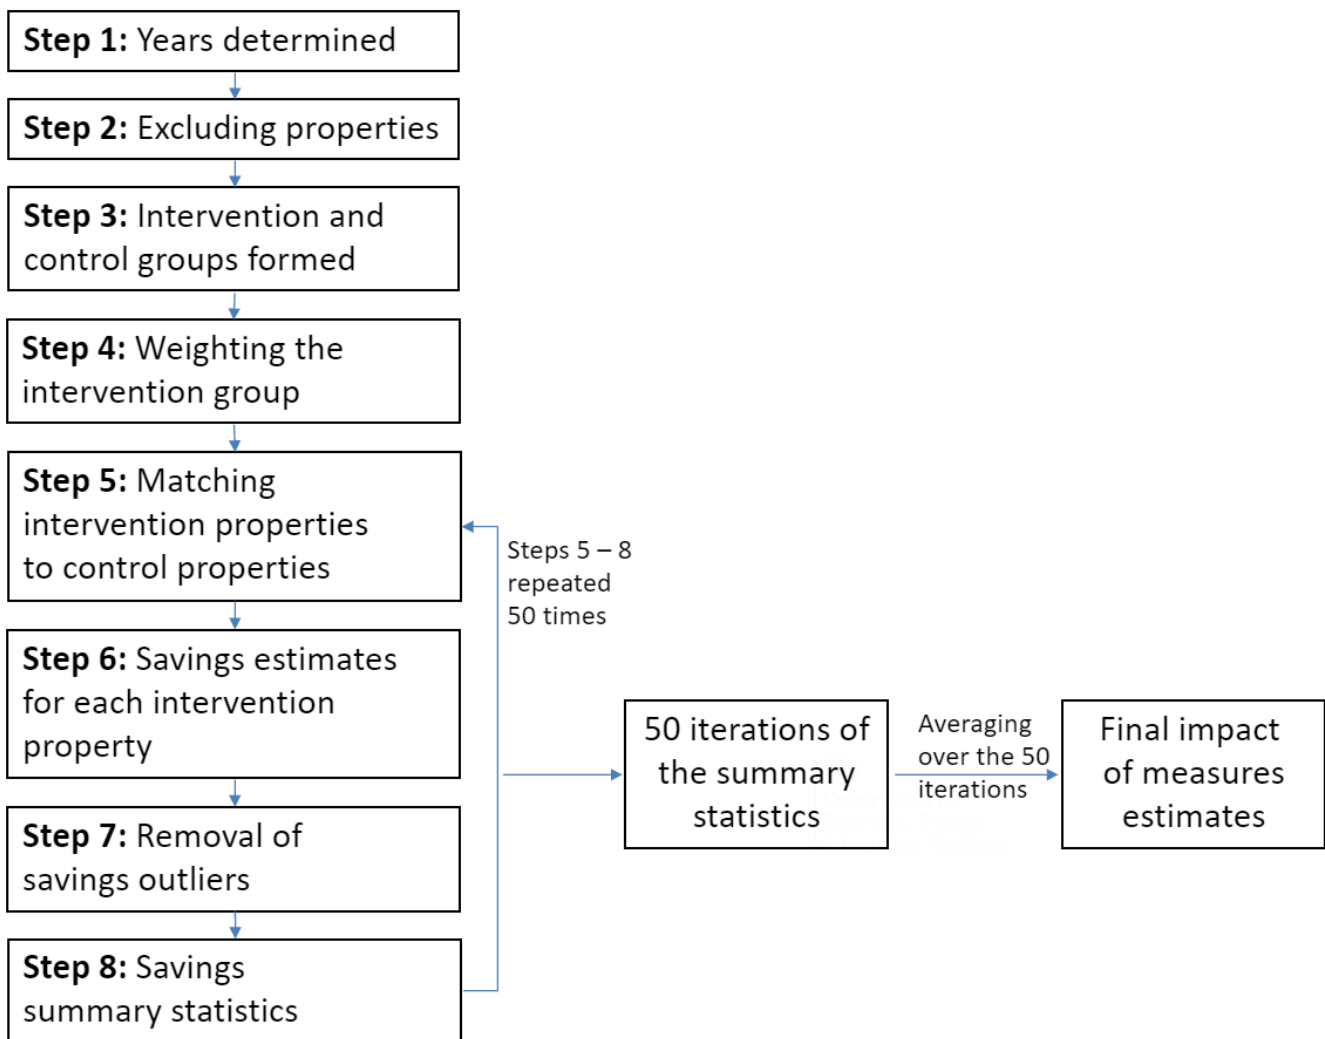 Step 1: Years determined
Step 2: Excluding properties
Step 3: Intervention and
control groups formed
Step 4: Weighting the
intervention group
Step 5: Matching
intervention properties
to control properties
Step 6: Savings estimates
for each intervention
property
Step 7: Removal of
savings outliers
Step 8: Savings
summary statistics
Steps 5 – 8
repeated
50 times
50 iterations of
the summary
statistics
Averaging
over the 50
iterations
Final impact
of measures
estimates